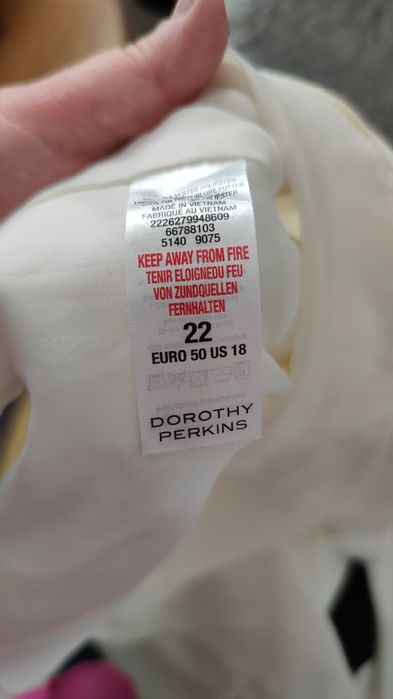 MADE IN VIETNAM
FABRIQUÉ AU VIETNAM
2226279948609
66788103
5140 9075
KEEP AWAY FROM FIRE
TENIR ELOIGNEDU FEU
VON ZUNDQUELLEN
FERNHALTEN
22
EURO 50 US 18
DOROTHY
PERKINS